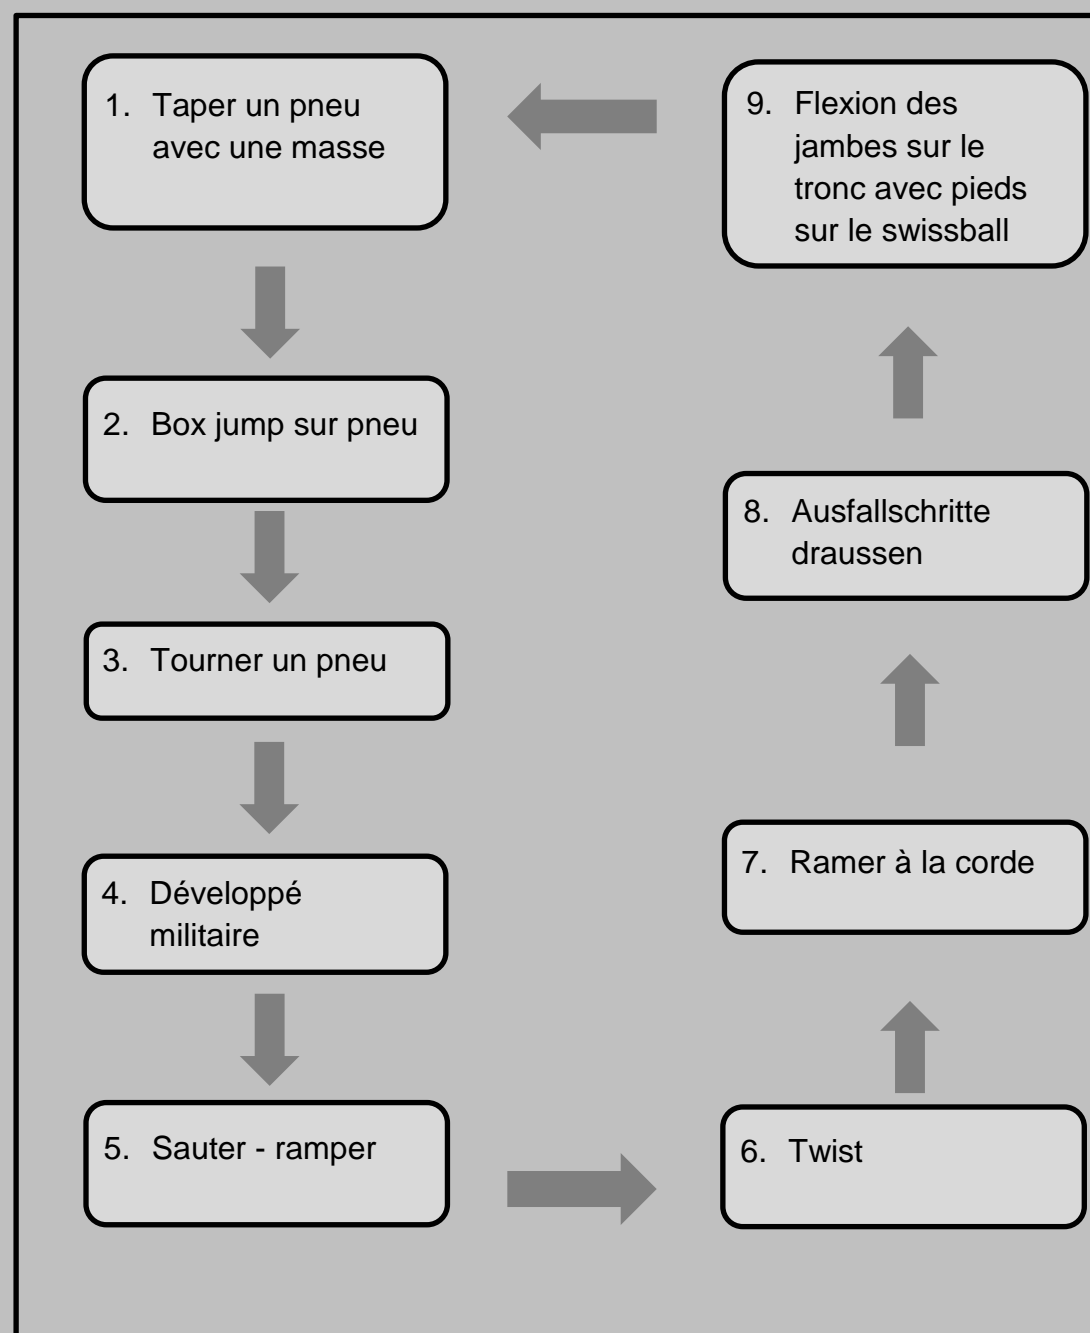 1. Taper un pneu
avec une masse
2. Box jump sur pneu
3. Tourner un pneu
4. Développé
militaire
5. Sauter - ramper
6. Twist
7. Ramer à la corde
8. Ausfallschritte
draussen
9. Flexion des
jambes sur le
tronc avec pieds
sur le swissball